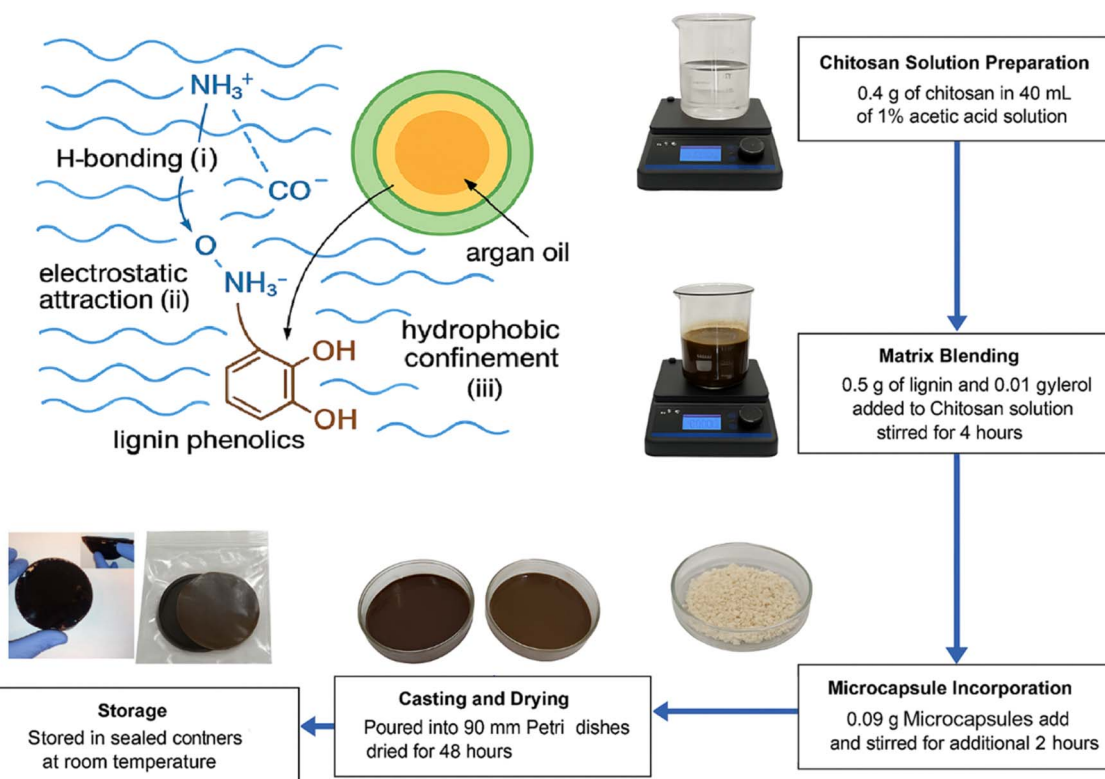 NH₃⁺
H-bonding (i)
CO⁻
O
electrostatic
attraction (ii)
NH₃⁻
argan oil
hydrophobic
confinement
(iii)
OH
OH
lignin phenolics
Chitosan Solution Preparation
0.4 g of chitosan in 40 mL
of 1% acetic acid solution
Matrix Blending
0.5 g of lignin and 0.01 gylerol
added to Chitosan solution
stirred for 4 hours
Microcapsule Incorporation
0.09 g Microcapsules add
and stirred for additional 2 hours
Casting and Drying
Poured into 90 mm Petri dishes
dried for 48 hours
Storage
Stored in sealed contners
at room temperature